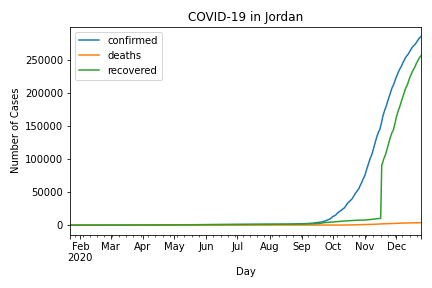 COVID-19 in Jordan
confirmed
deaths
recovered
Number of Cases
250000
200000
150000
100000
50000
0
Feb Mar Apr May Jun Jul Aug Sep Oct Nov Dec
2020
Day